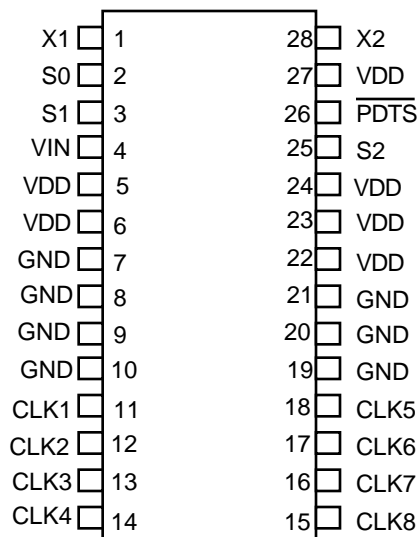 X1 1 28 X2
S0 2 27 VDD
S1 3 26 PDTS
VIN 4 25 S2
VDD 5 24 VDD
VDD 6 23 VDD
GND 7 22 VDD
GND 8 21 GND
GND 9 20 GND
GND 10 19 GND
CLK1 11 18 CLK5
CLK2 12 17 CLK6
CLK3 13 16 CLK7
CLK4 14 15 CLK8